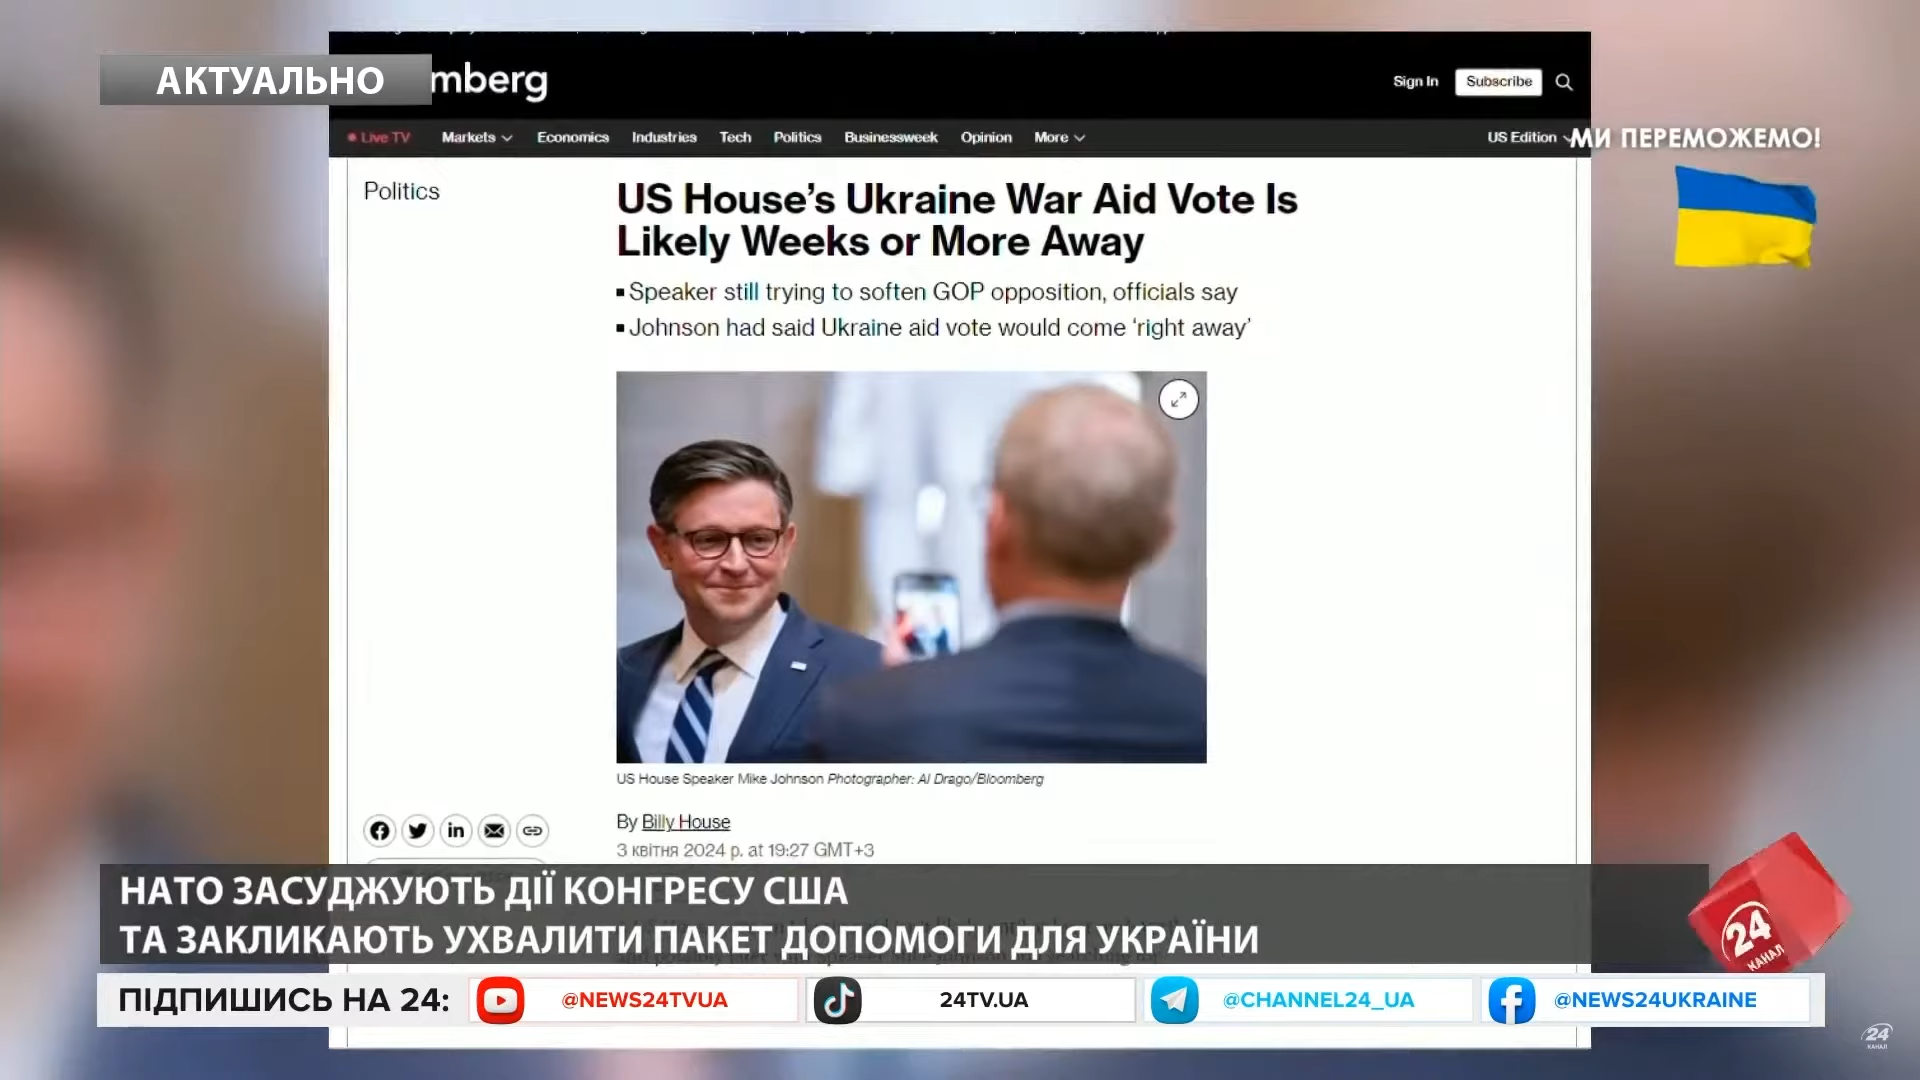 АКТУАЛЬНО
mberg
Sign In
Subscribe
Live TV
Markets
Economics
Industries
Tech
Politics
Businessweek
Opinion
More
US Edition
МИ ПЕРЕМОЖЕМО!
Politics
US House’s Ukraine War Aid Vote Is
Likely Weeks or More Away
Speaker still trying to soften GOP opposition, officials say
Johnson had said Ukraine aid vote would come ‘right away’
US House Speaker Mike Johnson Photographer: Al Drago/Bloomberg
By Billy House
3 квітня 2024 р. at 19:27 GMT+3
НАТО ЗАСУДЖУЮТЬ ДІЇ КОНГРЕСУ США
ТА ЗАКЛИКАЮТЬ УХВАЛИТИ ПАКЕТ ДОПОМОГИ ДЛЯ УКРАЇНИ
24
КАНАЛ
ПІДПИШИСЬ НА 24:
@NEWS24TVUA
24TV.UA
@CHANNEL24_UA
@NEWS24UKRAINE
24
КАНАЛ